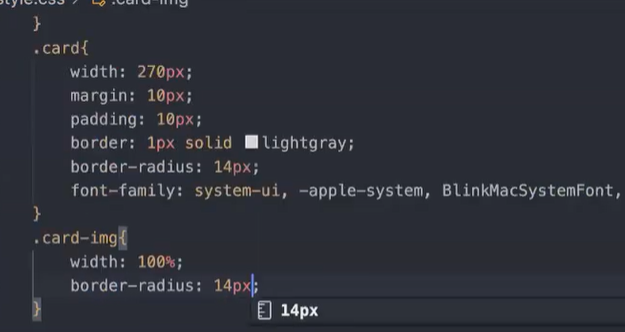 style.css > .card-img
}
.card{
width: 270px;
margin: 10px;
padding: 10px;
border: 1px solid lightgray;
border-radius: 14px;
font-family: system-ui, -apple-system, BlinkMacSystemFont,
}
.card-img{
width: 100%;
border-radius: 14px;
14px
}